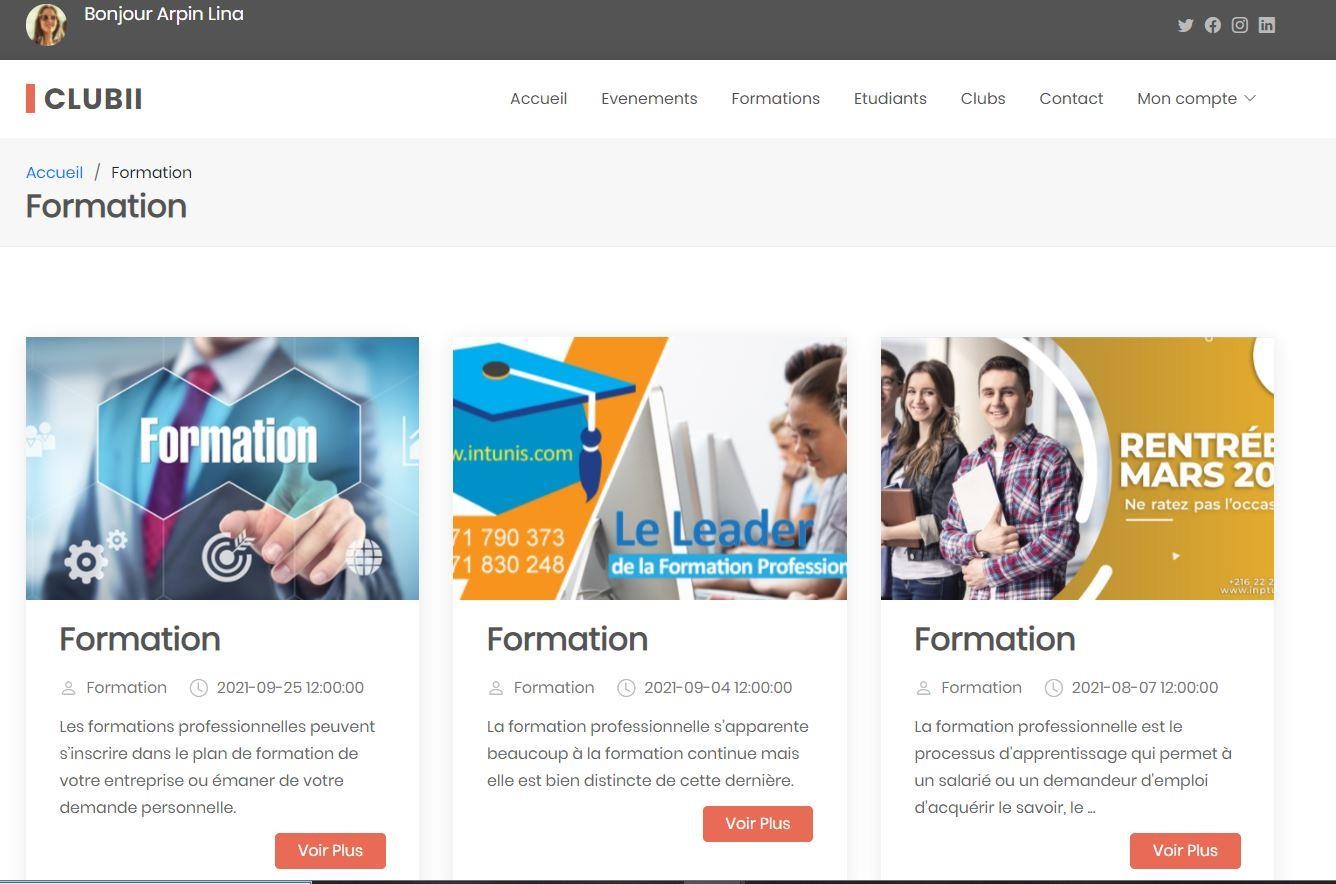 Bonjour Arpin Lina
CLUBII
Accueil Evenements Formations Etudiants Clubs Contact Mon compte
Accueil / Formation
Formation
Formation
w.intunis.com
71 790 373
71 830 248
Le Leader
de la Formation Profession
RENTRÉE
MARS 20
Ne ratez pas l'occas
+216 22 2
www.inptu
Formation
Formation 2021-09-25 12:00:00
Les formations professionnelles peuvent
s'inscrire dans le plan de formation de
votre entreprise ou émaner de votre
demande personnelle.
Voir Plus
Formation
Formation 2021-09-04 12:00:00
La formation professionnelle s'apparente
beaucoup à la formation continue mais
elle est bien distincte de cette dernière.
Voir Plus
Formation
Formation 2021-08-07 12:00:00
La formation professionnelle est le
processus d'apprentissage qui permet à
un salarié ou un demandeur d'emploi
d'acquérir le savoir, le ...
Voir Plus